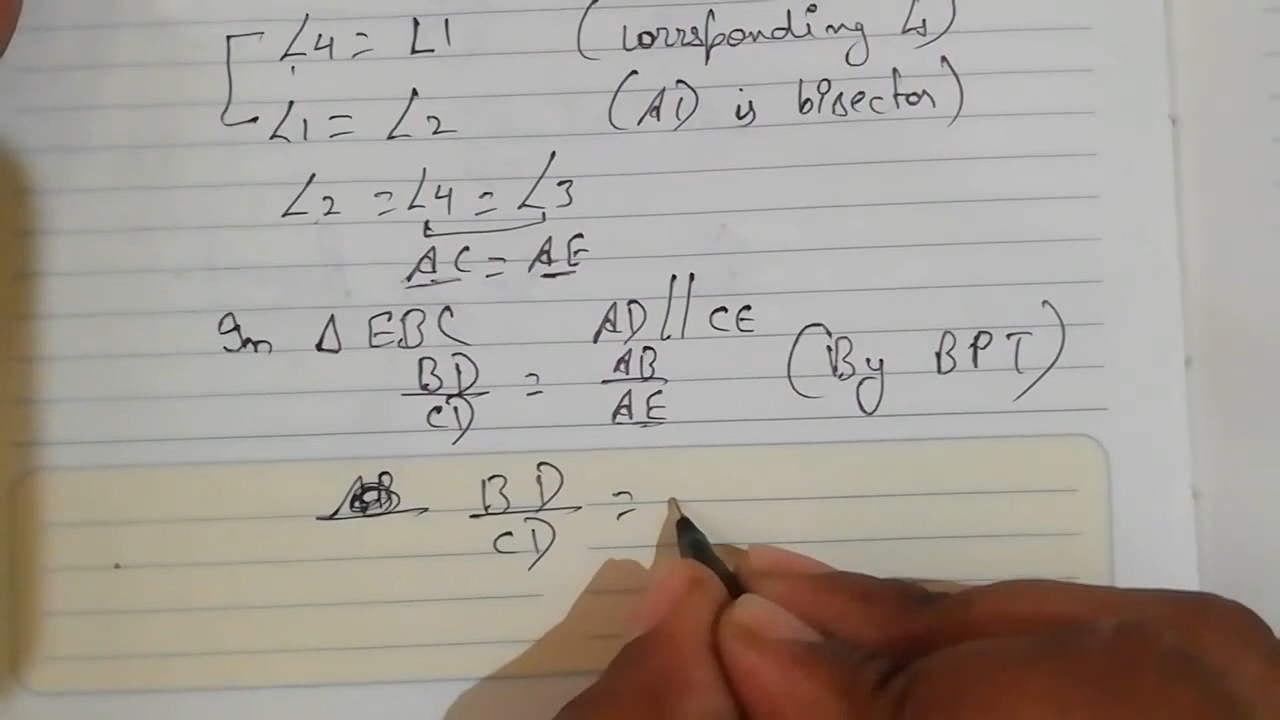 ∠4 = ∠1 (Corrsponding ∠s)
∠1 = ∠2 (AD is bisector)
∠2 = ∠4 = ∠3
AC = AE
In Δ EBC AD // CE
BD/CD = AB/AE (By BPT)
BD/CD =